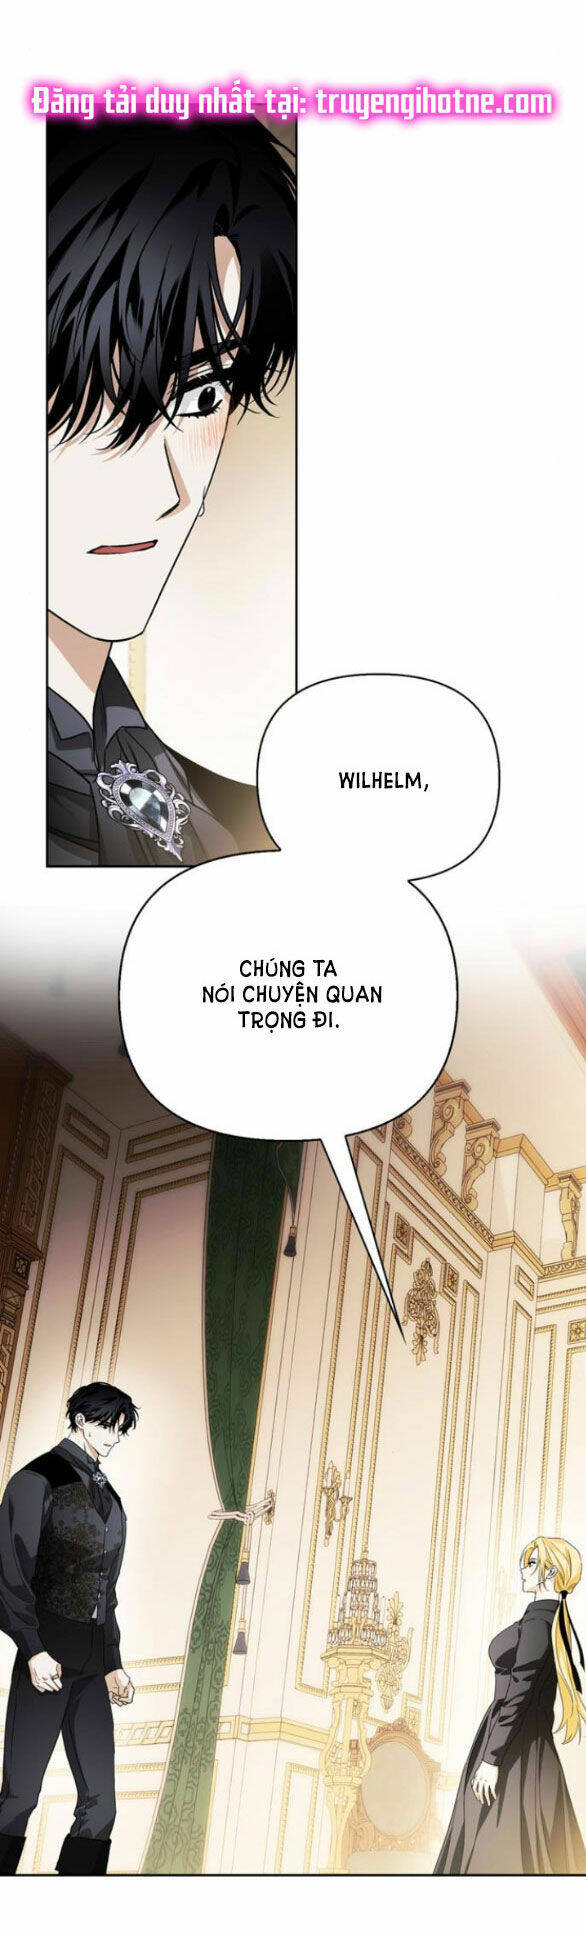 Đăng tải duy nhất tại: truyengihotne.com
WILHELM,
CHÚNG TA
NÓI CHUYỆN QUAN
TRỌNG ĐI.